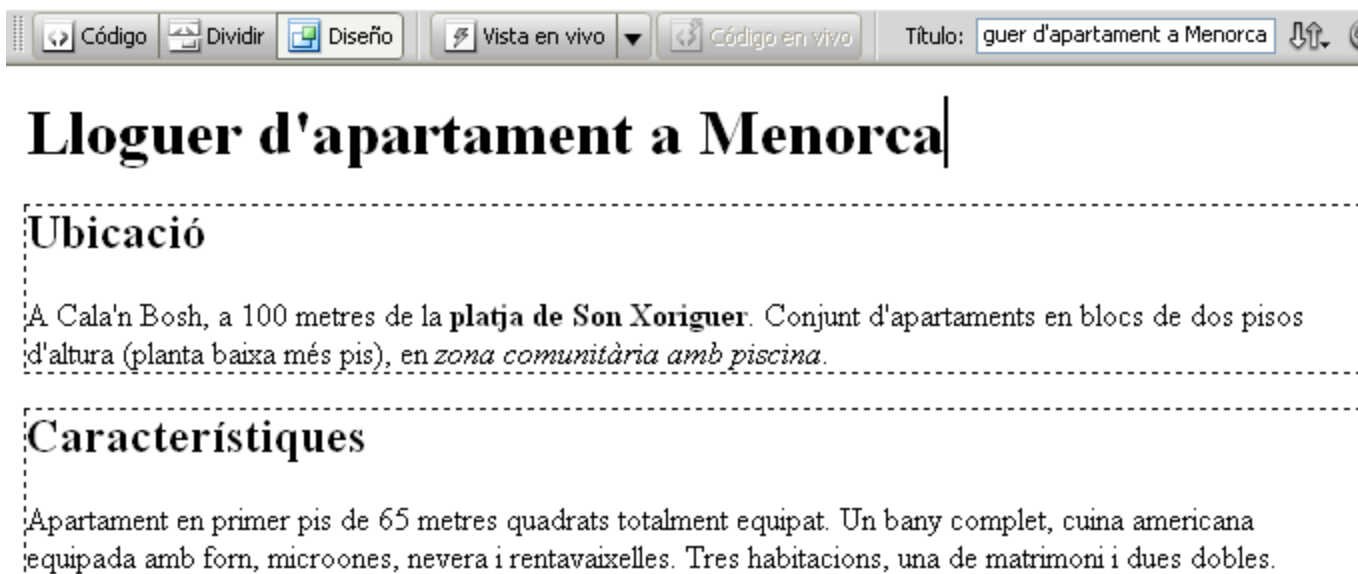 Código Dividir Diseño Vista en vivo Código en vivo Título: guer d'apartament a Menorca
Lloguer d'apartament a Menorca
Ubicació
A Cala'n Bosh, a 100 metres de la platja de Son Xoriguer. Conjunt d'apartaments en blocs de dos pisos
d'altura (planta baixa més pis), en zona comunitària amb piscina.
Característiques
Apartament en primer pis de 65 metres quadrats totalment equipat. Un bany complet, cuina americana
equipada amb forn, microones, nevera i rentavaixelles. Tres habitacions, una de matrimoni i dues dobles.